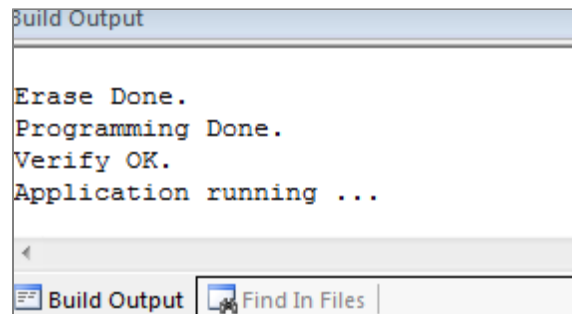 Build Output
Erase Done.
Programming Done.
Verify OK.
Application running ...
Build Output
Find In Files